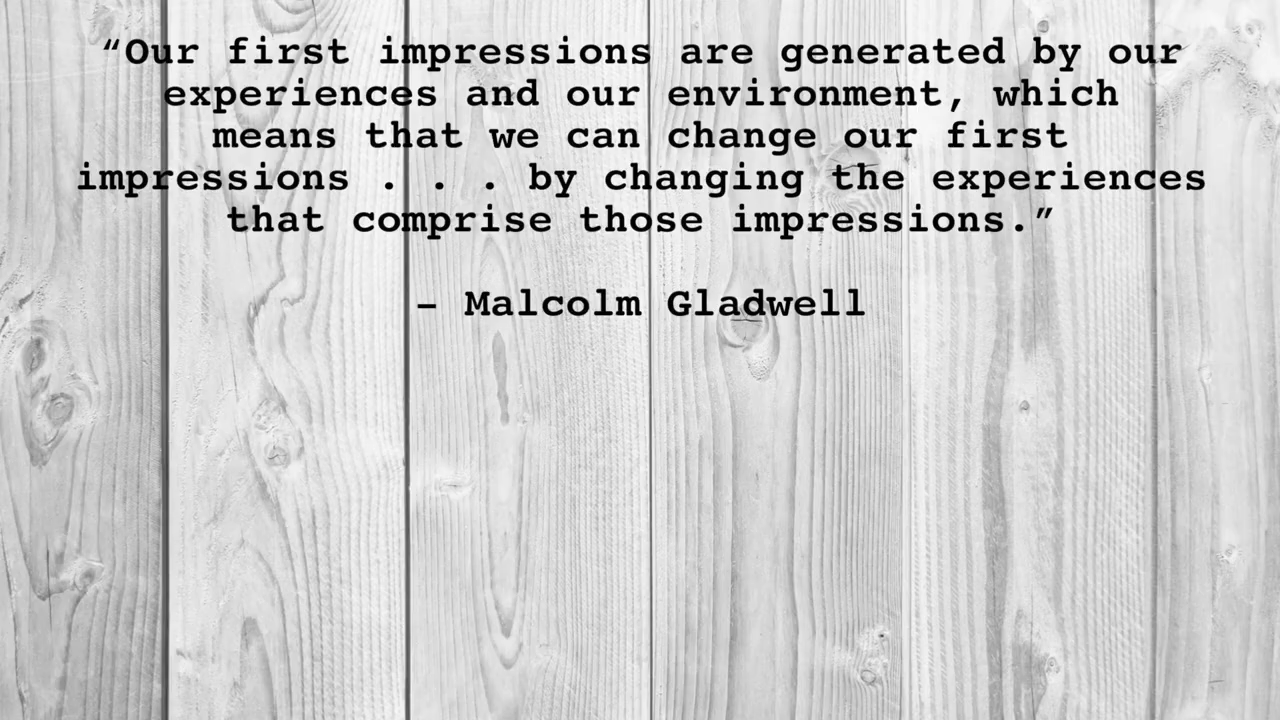 “Our first impressions are generated by our
experiences and our environment, which
means that we can change our first
impressions . . . by changing the experiences
that comprise those impressions.”
– Malcolm Gladwell